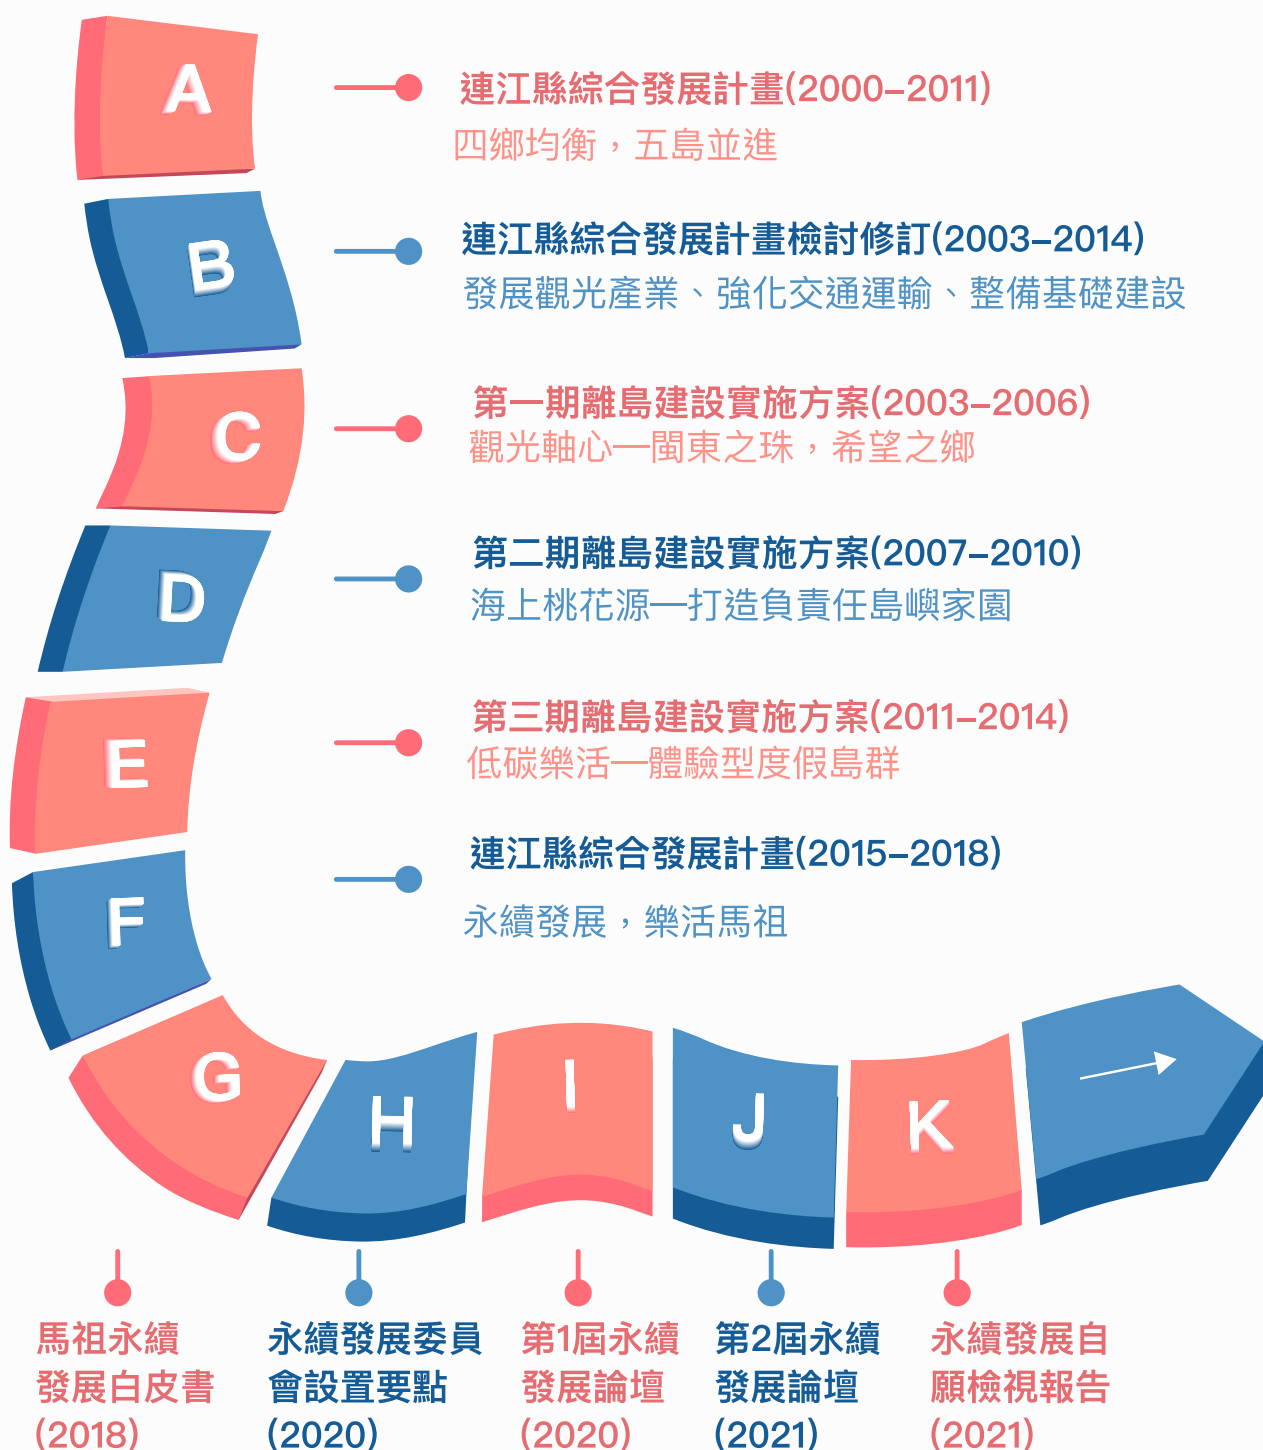 A
連江縣綜合發展計畫(2000–2011)
四鄉均衡，五島並進
B
連江縣綜合發展計畫檢討修訂(2003–2014)
發展觀光產業、強化交通運輸、整備基礎建設
C
第一期離島建設實施方案(2003–2006)
觀光軸心—閩東之珠，希望之鄉
D
第二期離島建設實施方案(2007–2010)
海上桃花源—打造負責任島嶼家園
E
第三期離島建設實施方案(2011–2014)
低碳樂活—體驗型度假島群
F
連江縣綜合發展計畫(2015–2018)
永續發展，樂活馬祖
G
H
I
J
K
馬祖永續
發展白皮書
(2018)
永續發展委員
會設置要點
(2020)
第1屆永續
發展論壇
(2020)
第2屆永續
發展論壇
(2021)
永續發展自
願檢視報告
(2021)